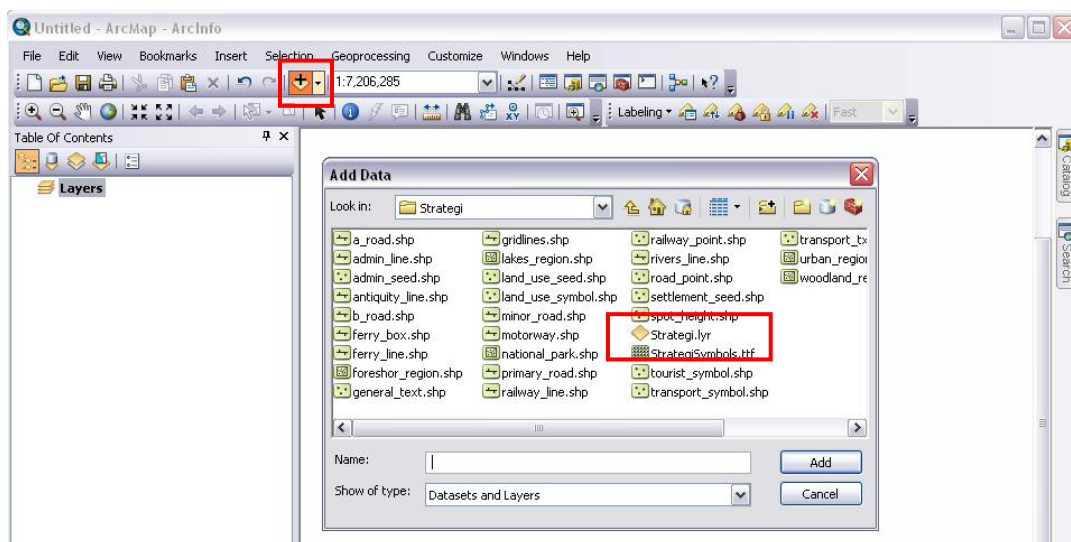 Untitled - ArcMap - ArcInfo
File Edit View Bookmarks Insert Selection Geoprocessing Customize Windows Help
1:7,206,285
Labeling Fast
Table Of Contents
Layers
Add Data
Look in: Strategi
a_road.shp
admin_line.shp
admin_seed.shp
antiquity_line.shp
b_road.shp
ferry_box.shp
ferry_line.shp
foreshor_region.shp
general_text.shp
gridlines.shp
lakes_region.shp
land_use_seed.shp
land_use_symbol.shp
minor_road.shp
motorway.shp
national_park.shp
primary_road.shp
railway_line.shp
railway_point.shp
rivers_line.shp
road_point.shp
settlement_seed.shp
spot_height.shp
Strategi.lyr
StrategiSymbols.ttf
tourist_symbol.shp
transport_symbol.shp
transport_tx
urban_region
woodland_re
Name:
Add
Show of type: Datasets and Layers
Cancel
Catalog
Search